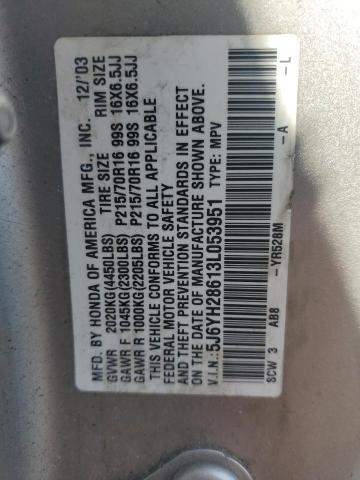 MFD. BY HONDA OF AMERICA MFG., INC. 12/'03
TIRE SIZE RIM SIZE
GVWR 2020KG(4450LBS)
GAWR F 1045KG(2300LBS) P215/70R16 99S 16X6.5JJ
GAWR R 1000KG(2205LBS) P215/70R16 99S 16X6.5JJ
THIS VEHICLE CONFORMS TO ALL APPLICABLE
FEDERAL MOTOR VEHICLE SAFETY
AND THEFT PREVENTION STANDARDS IN EFFECT
ON THE DATE OF MANUFACTURE SHOWN ABOVE.
V.I.N.: 5J6YH28613L053951 TYPE: MPV
SCW 3 AB8 —YR528M —A —L